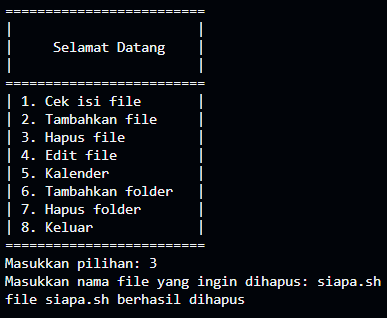 =========================
|                       |
|     Selamat Datang    |
|                       |
=========================
| 1. Cek isi file       |
| 2. Tambahkan file     |
| 3. Hapus file         |
| 4. Edit file          |
| 5. Kalender           |
| 6. Tambahkan folder   |
| 7. Hapus folder       |
| 8. Keluar             |
=========================
Masukkan pilihan: 3
Masukkan nama file yang ingin dihapus: siapa.sh
file siapa.sh berhasil dihapus